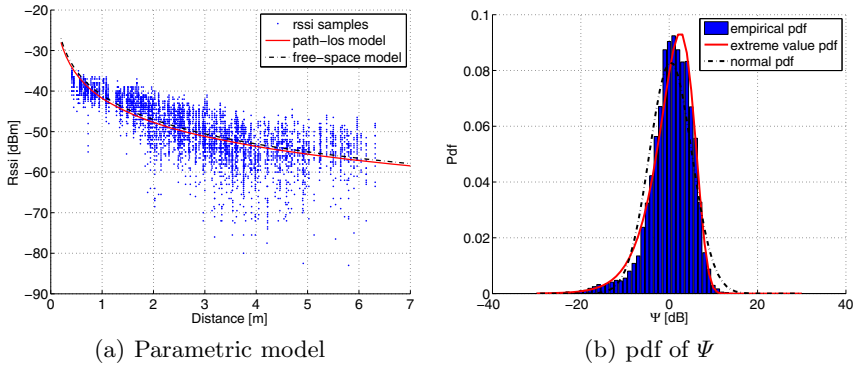 −20
−30
−40
−50
−60
−70
−80
−90
Rssi [dBm]
0
1
2
3
4
5
6
7
Distance [m]
rssi samples
path-los model
free-space model
(a) Parametric model
0.1
0.08
0.06
0.04
0.02
0
Pdf
−40
−20
0
20
40
Ψ [dB]
empirical pdf
extreme value pdf
normal pdf
(b) pdf of Ψ